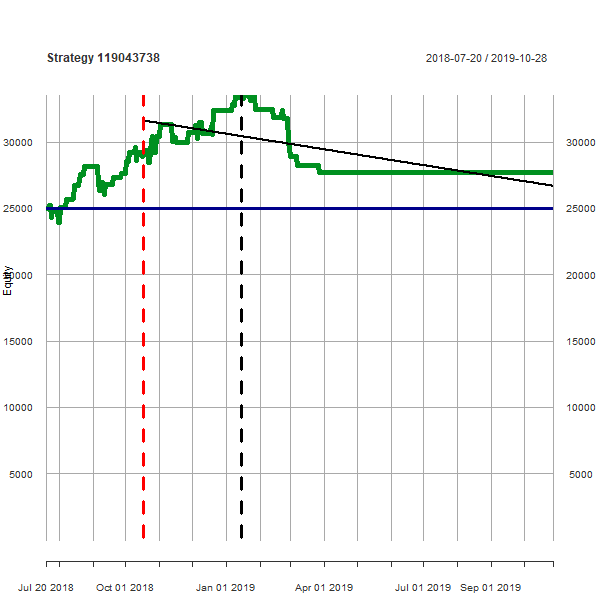 Strategy 119043738
2018-07-20 / 2019-10-28
30000
30000
25000
25000
Equity
20000
20000
15000
15000
10000
10000
5000
5000
Jul 20 2018
Oct 01 2018
Jan 01 2019
Apr 01 2019
Jul 01 2019
Sep 01 2019